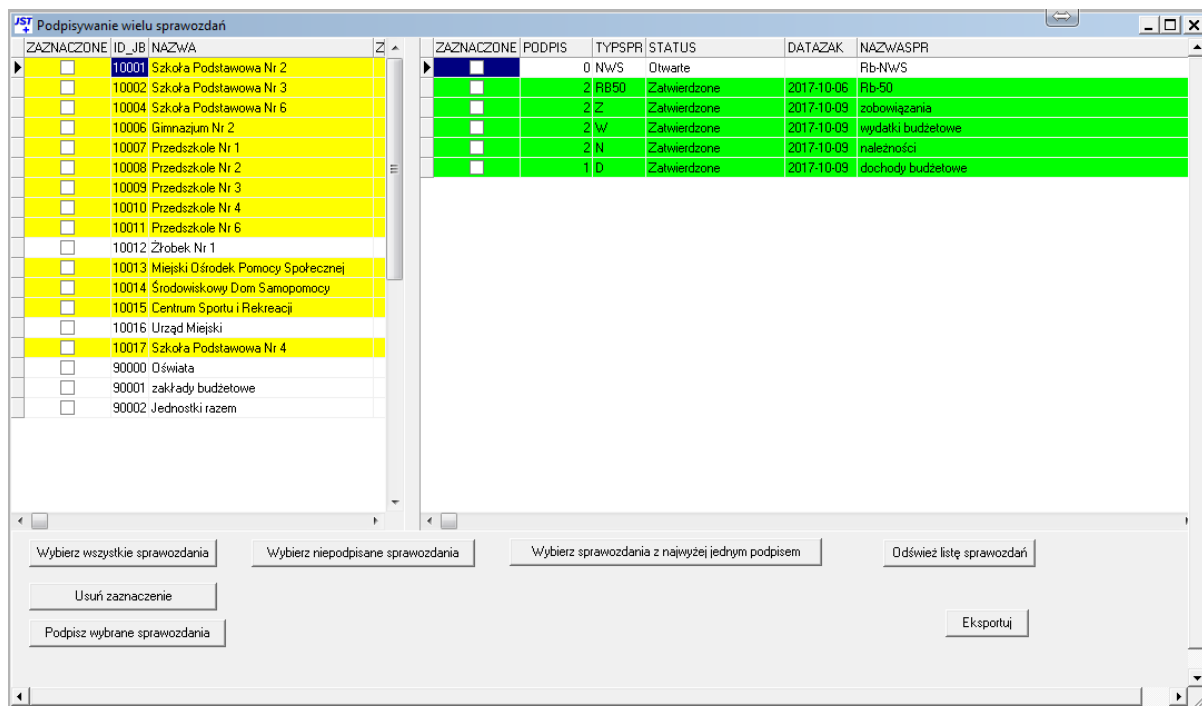 JST+ Podpisywanie wielu sprawozdań
ZAZNACZONE ID_JB NAZWA Z
10001 Szkoła Podstawowa Nr 2
10002 Szkoła Podstawowa Nr 3
10004 Szkoła Podstawowa Nr 6
10006 Gimnazjum Nr 2
10007 Przedszkole Nr 1
10008 Przedszkole Nr 2
10009 Przedszkole Nr 3
10010 Przedszkole Nr 4
10011 Przedszkole Nr 6
10012 Żłobek Nr 1
10013 Miejski Ośrodek Pomocy Społecznej
10014 Środowiskowy Dom Samopomocy
10015 Centrum Sportu i Rekreacji
10016 Urząd Miejski
10017 Szkoła Podstawowa Nr 4
90000 Oświata
90001 zakłady budżetowe
90002 Jednostki razem
ZAZNACZONE PODPIS TYPSPR STATUS DATAZAK NAZWASPR
0 NWS Otwarte Rb-NWS
2 RB50 Zatwierdzone 2017-10-06 Rb-50
2 Z Zatwierdzone 2017-10-09 zobowiązania
2 W Zatwierdzone 2017-10-09 wydatki budżetowe
2 N Zatwierdzone 2017-10-09 należności
1 D Zatwierdzone 2017-10-09 dochody budżetowe
Wybierz wszystkie sprawozdania Wybierz niepodpisane sprawozdania Wybierz sprawozdania z najwyżej jednym podpisem Odśwież listę sprawozdań
Usuń zaznaczenie
Podpisz wybrane sprawozdania Eksportuj